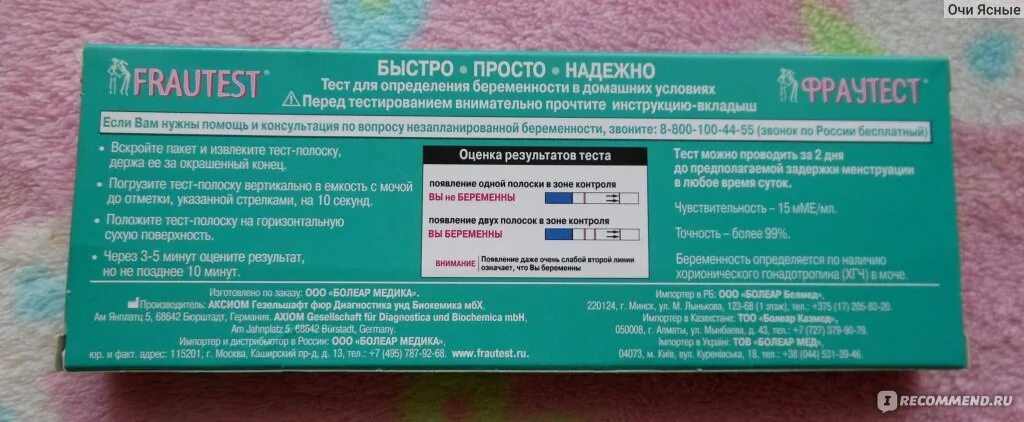 Очи Ясные
FRAUTEST®
БЫСТРО • ПРОСТО • НАДЕЖНО
Тест для определения беременности в домашних условиях
Перед тестированием внимательно прочтите инструкцию-вкладыш
ФРАУТЕСТ®
Если Вам нужны помощь и консультация по вопросу незапланированной беременности, звоните: 8-800-100-44-55 (звонок по России бесплатный)
• Вскройте пакет и извлеките тест-полоску,
держа ее за окрашенный конец.
• Погрузите тест-полоску вертикально в емкость с мочой
до отметки, указанной стрелками, на 10 секунд.
• Положите тест-полоску на горизонтальную
сухую поверхность.
• Через 3-5 минут оцените результат,
но не позднее 10 минут.
Оценка результатов теста
появление одной полоски в зоне контроля
ВЫ не БЕРЕМЕННЫ
появление двух полосок в зоне контроля
ВЫ БЕРЕМЕННЫ
ВНИМАНИЕ
Появление даже очень слабой второй линии
означает, что Вы беременны
Тест можно проводить за 2 дня
до предполагаемой задержки менструации
в любое время суток.
Чувствительность – 15 мМЕ/мл.
Точность – более 99%.
Беременность определяется по наличию
хорионического гонадотропина (ХГЧ) в моче.
Изготовлено по заказу: ООО «БОЛЕАР МЕДИКА».
Производитель: АКСИОМ Гезельшафт фюр Диагностика унд Биокемика мбХ,
Ам Янплатц 5, 68642 Бюрштадт, Германия. AXIOM Gesellschaft für Diagnostica und Biochemica mbH,
Am Jahnplatz 5, 68642 Bürstadt, Germany.
Импортер и дистрибьютор в России: ООО «БОЛЕАР МЕДИКА»,
юр. и факт. адрес: 115201, г. Москва, Каширский пр-д, д. 13, тел.: +7 (495) 787-92-68. www.frautest.ru.
Импортер в РБ: ООО «Болеар Белмед»,
220124, г. Минск, ул. М. Лынькова, 123-68 (1 этаж), тел.: +375 (17) 205-63-20.
Импортер в Казахстане: ТОО «Болеар Казмед»,
050008, г. Алматы, ул. Мынбаева, д. 43, тел.: +7 (727) 379-90-79.
Імпортер в Україні: ТОВ «БОЛЕАР МЕД»,
04073, м. Київ, вул. Куренівська, 18, тел.: +38 (044) 531-39-46.
IRECOMMEND.RU